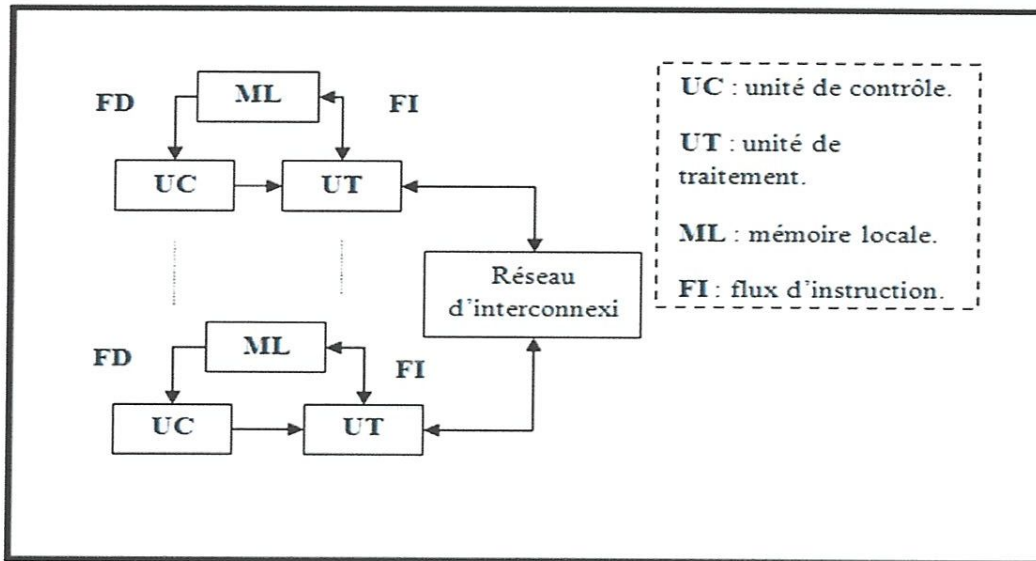 FD
ML
FI
UC
UT
Réseau
d'interconnexi
FD
ML
FI
UC
UT
UC : unité de contrôle.
UT : unité de
traitement.
ML : mémoire locale.
FI : flux d'instruction.